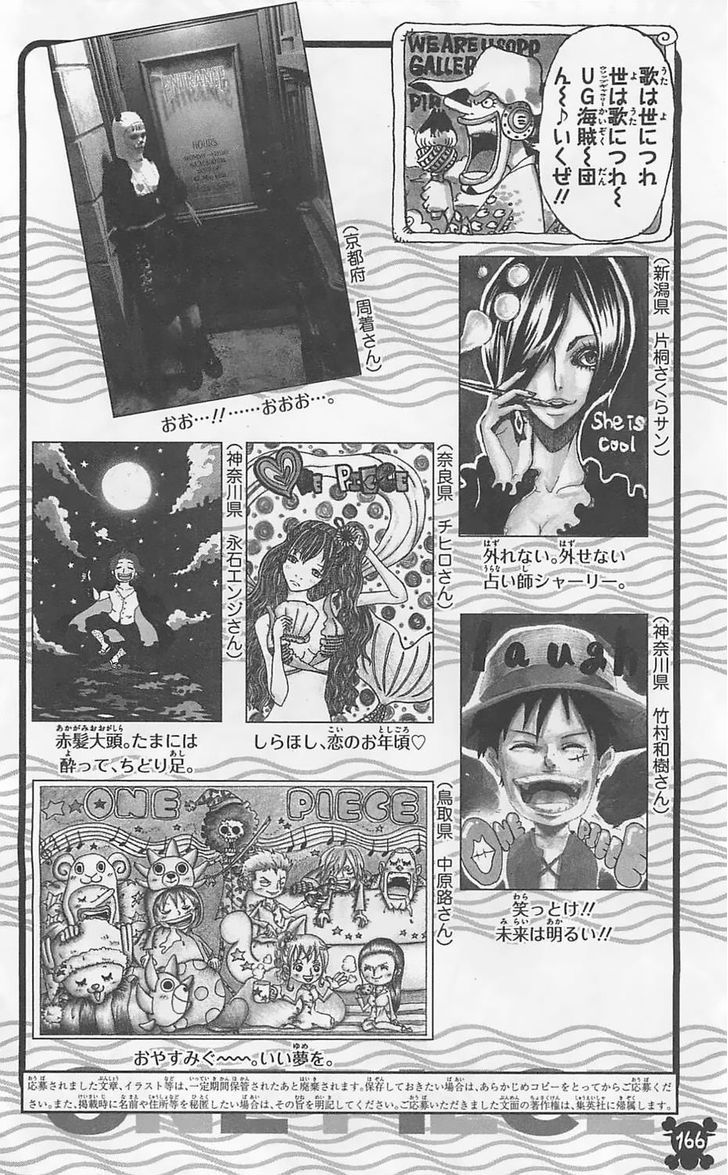 WE ARE USOPP
GALLER
PIR
歌は世につれ
世は歌につれ〜
UG海賊〜団
ん〜♪いくぜ!!
ENTRANCE
HOURS
(京都府 周着さん)
おお…!!……おおお…。
(新潟県 片桐さくらサン)
She is
cool
外れない。外せない
占い師シャーリー。
(神奈川県 永石エンジさん)
赤髪大頭。たまには
酔って、ちどり足。
ONE PIECE
(奈良県 チヒロさん)
しらほし、恋のお年頃♡
laugh
ONE PIECE
(神奈川県 竹村和樹さん)
笑っとけ!!
未来は明るい!!
ONE PIECE
(鳥取県 中原路さん)
おやすみぐ〜〜〜。いい夢を。
応募されました文章、イラスト等は、一定期間保管されたあと廃棄されます。保存しておきたい場合は、あらかじめコピーをとってからご応募くだ
さい。また、掲載時に名前や住所等を秘匿したい場合は、その旨を明記してください。ご応募いただきました文面の著作権は、集英社に帰属します。
ONE PIECE
166